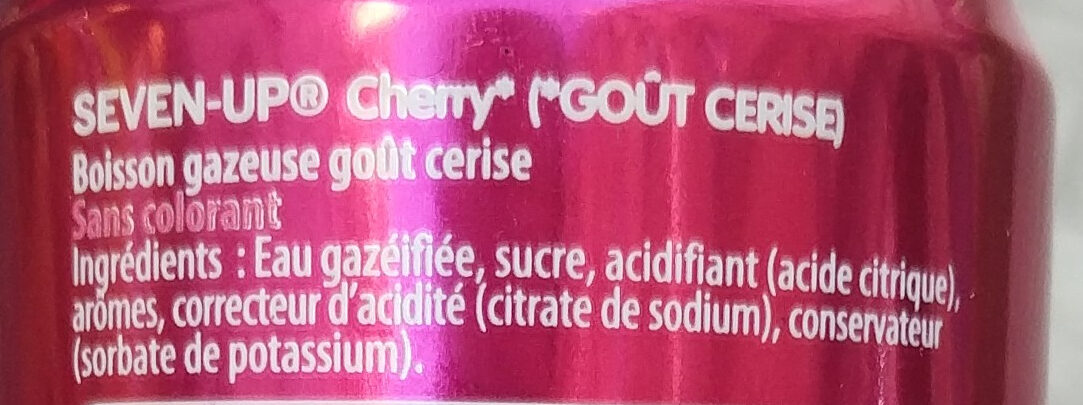 SEVEN-UP® Cherry* (*GOÛT CERISE)
Boisson gazeuse goût cerise
Sans colorant
Ingrédients : Eau gazéifiée, sucre, acidifiant (acide citrique),
arômes, correcteur d'acidité (citrate de sodium), conservateur
(sorbate de potassium).